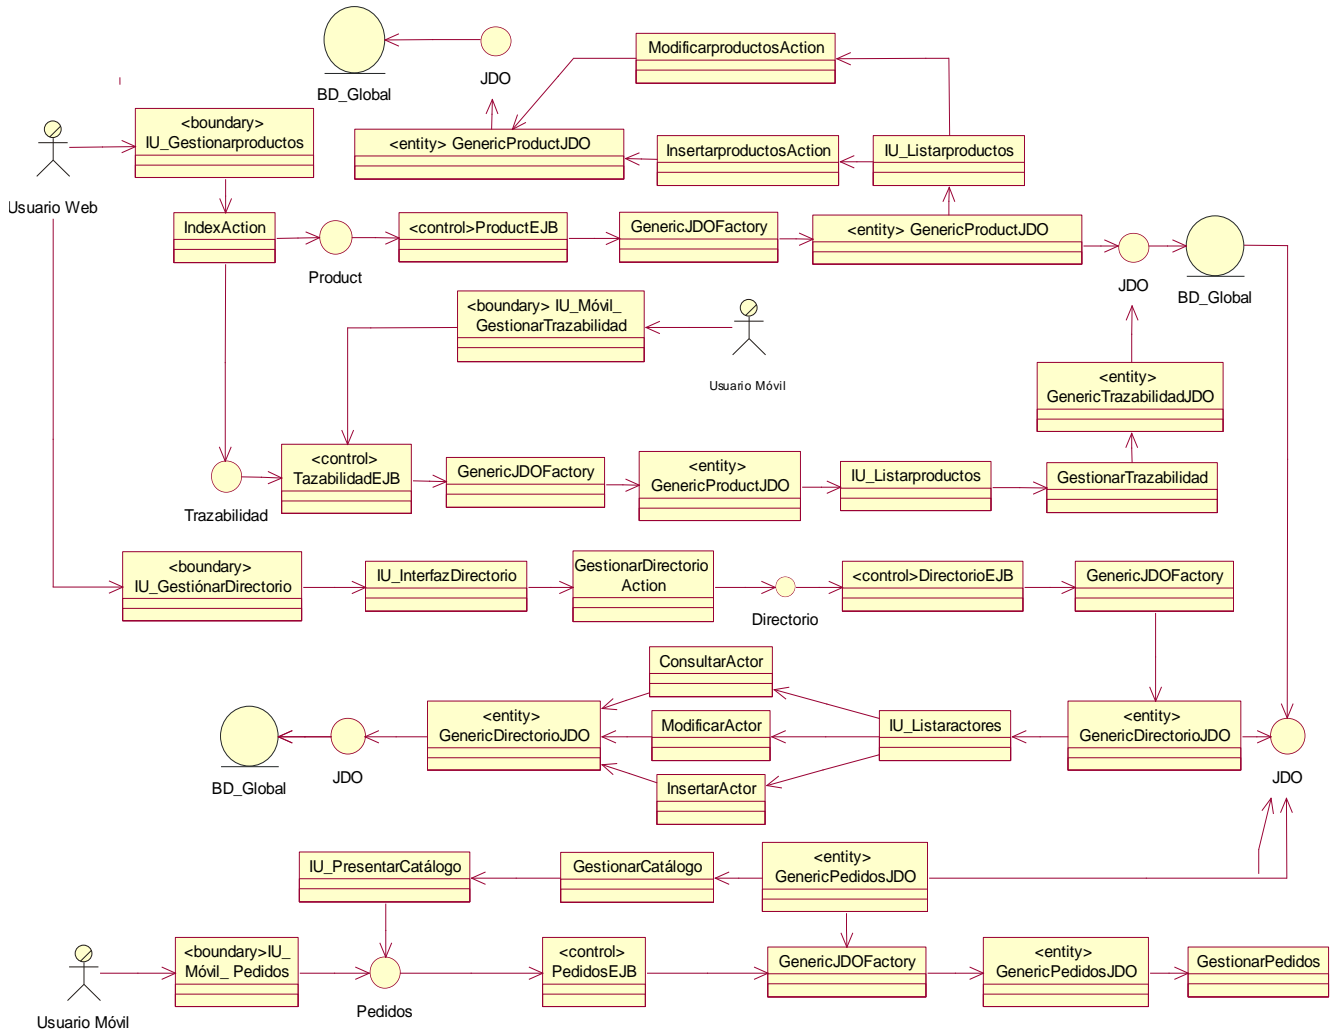 ModificarproductosAction
JDO
BD_Global
<boundary>
IU_Gestionarproductos
<entity> GenericProductJDO
InsertarproductosAction
IU_Listarproductos
Usuario Web
IndexAction
<control>ProductEJB
GenericJDOFactory
<entity> GenericProductJDO
Product
JDO
BD_Global
<boundary> IU_Móvil_
GestionarTrazabilidad
Usuario Móvil
<entity>
GenericTrazabilidadJDO
<control>
TazabilidadEJB
GenericJDOFactory
<entity>
GenericProductJDO
IU_Listarproductos
GestionarTrazabilidad
Trazabilidad
<boundary>
IU_GestiónarDirectorio
IU_InterfazDirectorio
GestionarDirectorio
Action
<control>DirectorioEJB
GenericJDOFactory
Directorio
ConsultarActor
<entity>
GenericDirectorioJDO
ModificarActor
IU_Listaractores
<entity>
GenericDirectorioJDO
BD_Global
JDO
InsertarActor
JDO
IU_PresentarCatálogo
GestionarCatálogo
<entity>
GenericPedidosJDO
<boundary>IU_
Móvil_ Pedidos
<control>
PedidosEJB
GenericJDOFactory
<entity>
GenericPedidosJDO
GestionarPedidos
Pedidos
Usuario Móvil